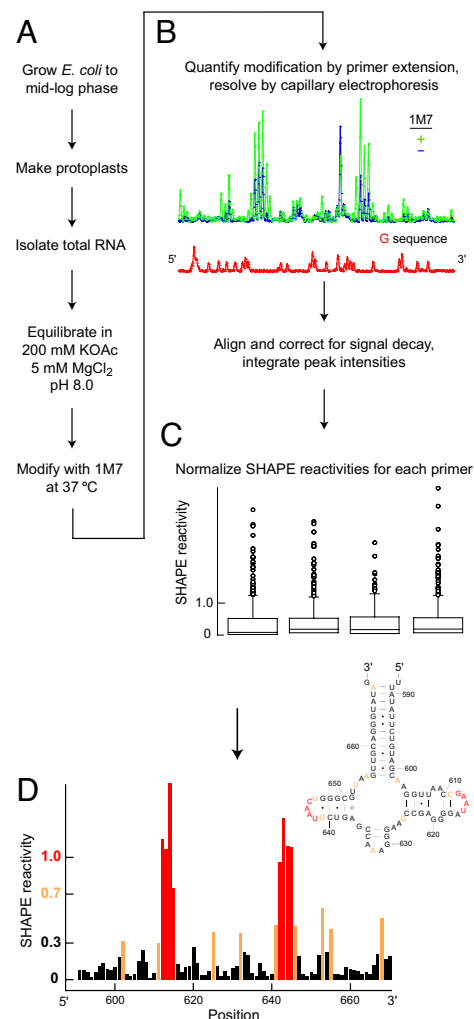 A
Grow E. coli to
mid-log phase
Make protoplasts
Isolate total RNA
Equilibrate in
200 mM KOAc
5 mM MgCl2
pH 8.0
Modify with 1M7
at 37 ºC
B
Quantify modification by primer extension,
resolve by capillary electrophoresis
1M7
+
–
G sequence
5'
3'
Align and correct for signal decay,
integrate peak intensities
C
Normalize SHAPE reactivities for each primer
SHAPE reactivity
1.0
0
3'
5'
590
600
610
620
630
640
650
660
D
SHAPE reactivity
1.0
0.7
0.3
0
5'
600
620
640
660
3'
Position